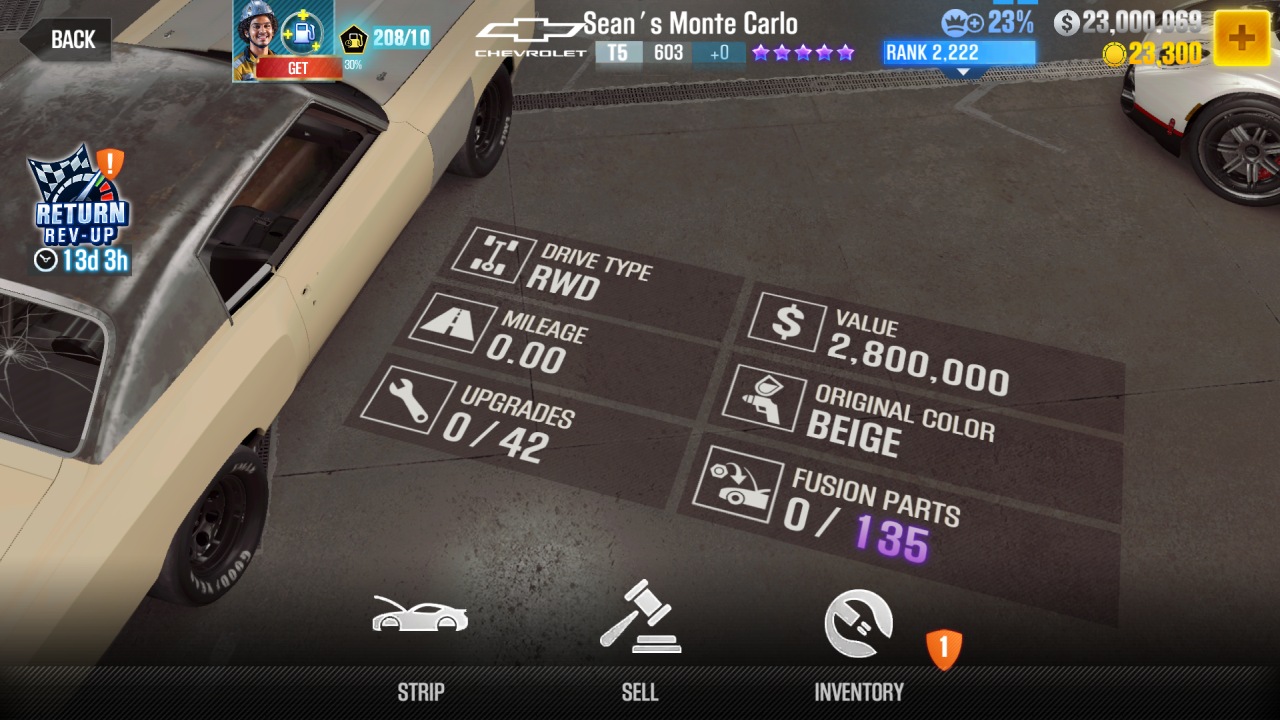 BACK
GET
30%
208/10
CHEVROLET
Sean's Monte Carlo
T5 603 +0
23%
RANK 2,222
$ 23,000,969
23,300
RETURN
REV-UP
13d 3h
DRIVE TYPE
RWD
MILEAGE
0.00
UPGRADES
0/42
$ VALUE
2,800,000
ORIGINAL COLOR
BEIGE
FUSION PARTS
0/ 135
GOODYEAR
STRIP
SELL
INVENTORY
1